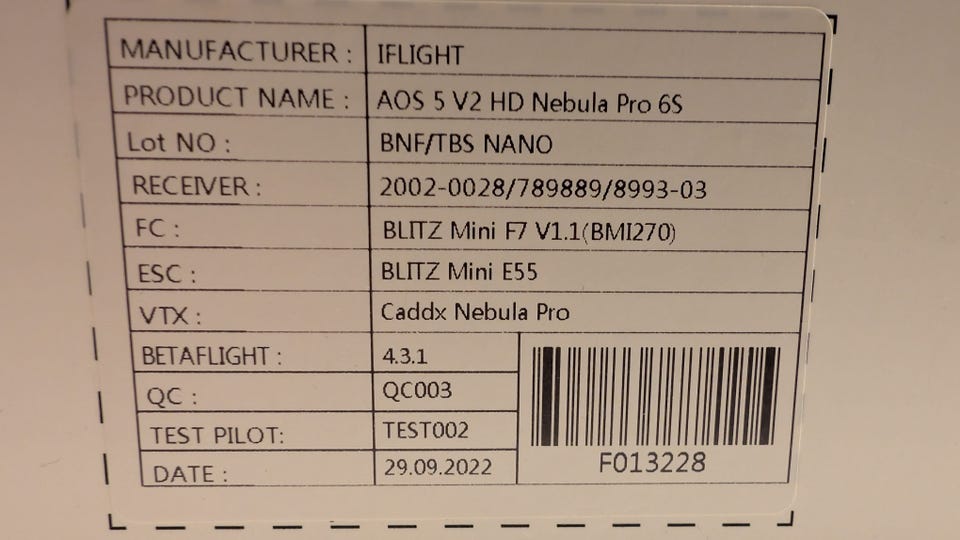 MANUFACTURER : IFLIGHT
PRODUCT NAME : AOS 5 V2 HD Nebula Pro 6S
Lot NO : BNF/TBS NANO
RECEIVER : 2002-0028/789889/8993-03
FC : BLITZ Mini F7 V1.1(BMI270)
ESC : BLITZ Mini E55
VTX : Caddx Nebula Pro
BETAFLIGHT : 4.3.1
QC : QC003
TEST PILOT: TEST002
DATE : 29.09.2022
F013228